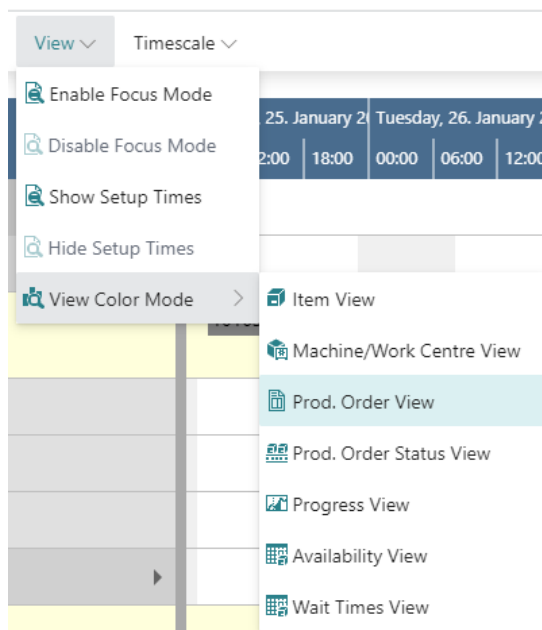 View
Timescale
Enable Focus Mode
25. January 2 Tuesday, 26. January
Disable Focus Mode
2:00 18:00 00:00 06:00 12:00
Show Setup Times
Hide Setup Times
View Color Mode
Item View
Machine/Work Centre View
Prod. Order View
Prod. Order Status View
Progress View
Availability View
Wait Times View